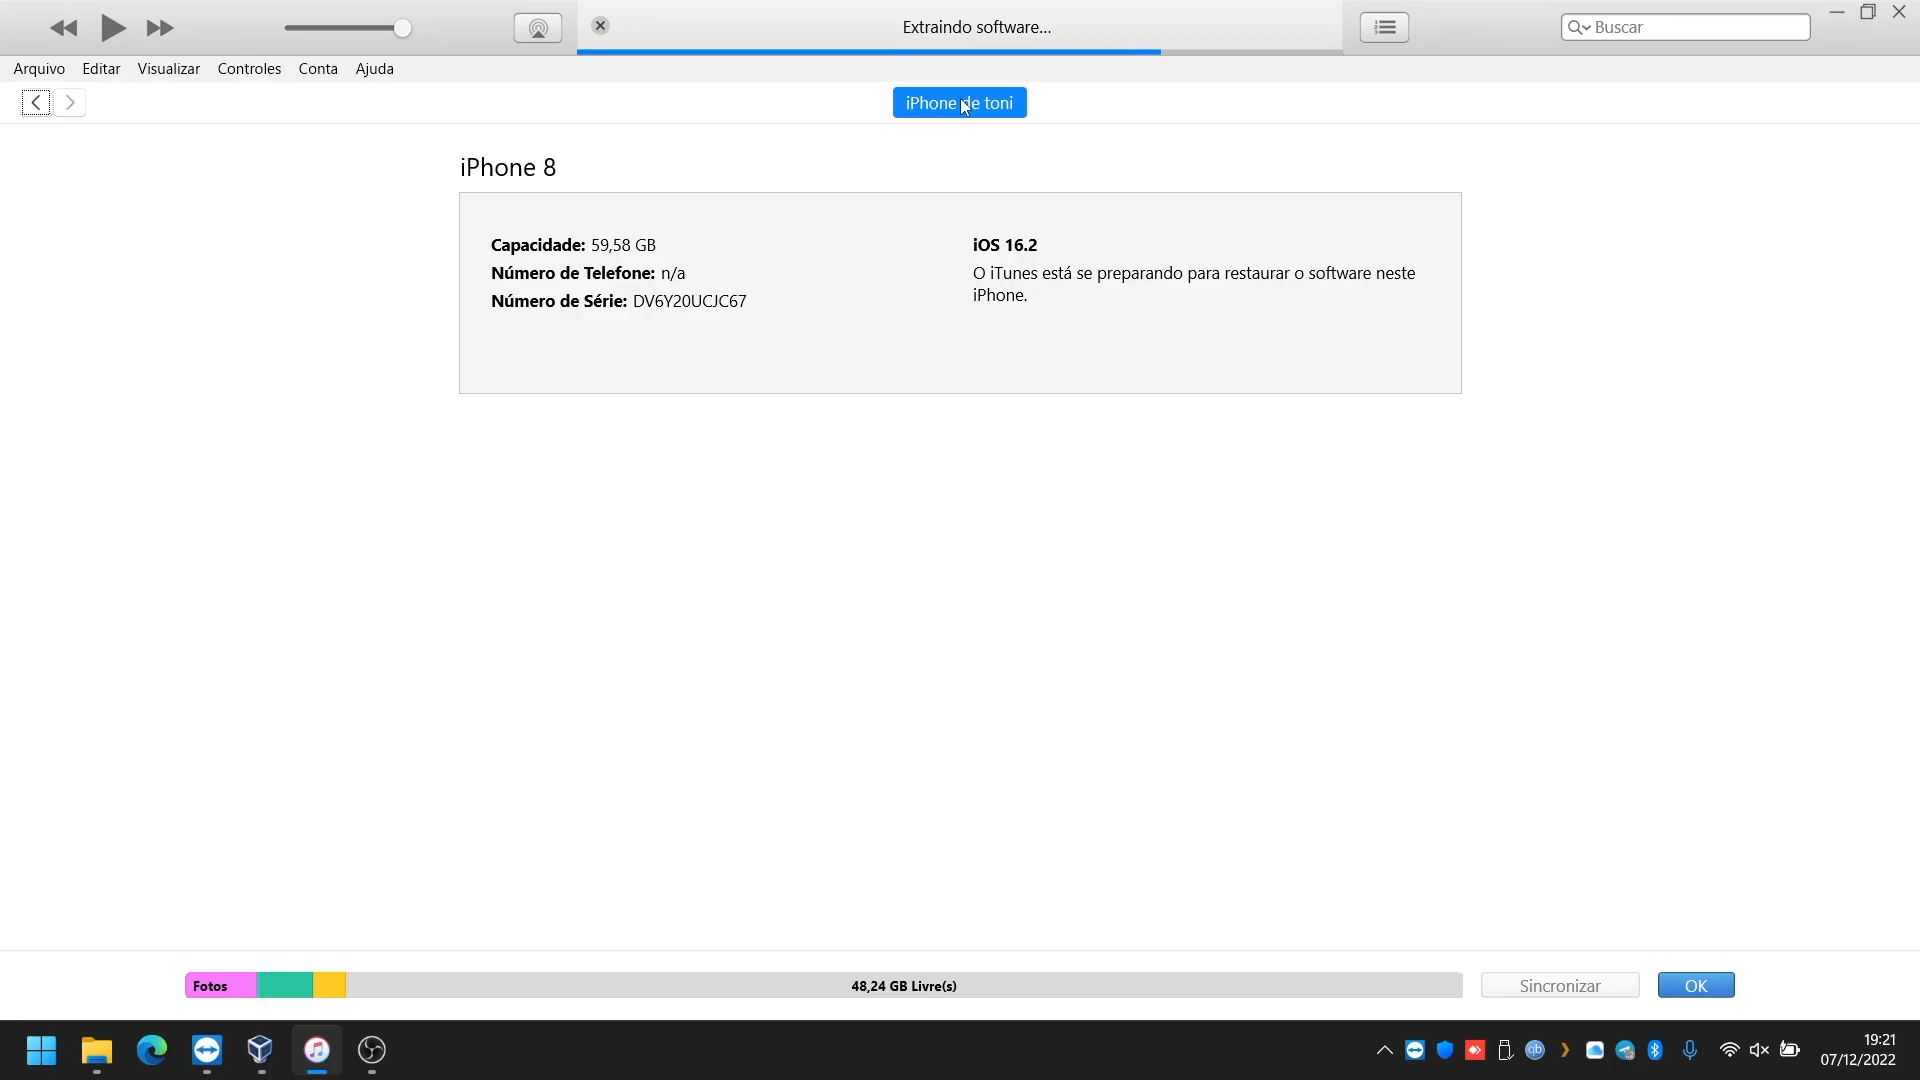 Extraindo software...
Buscar
Arquivo Editar Visualizar Controles Conta Ajuda
iPhone de toni
iPhone 8
Capacidade: 59,58 GB
Número de Telefone: n/a
Número de Série: DV6Y20UCJC67
iOS 16.2
O iTunes está se preparando para restaurar o software neste
iPhone.
Fotos
48,24 GB Livre(s)
Sincronizar
OK
qb
19:21
07/12/2022